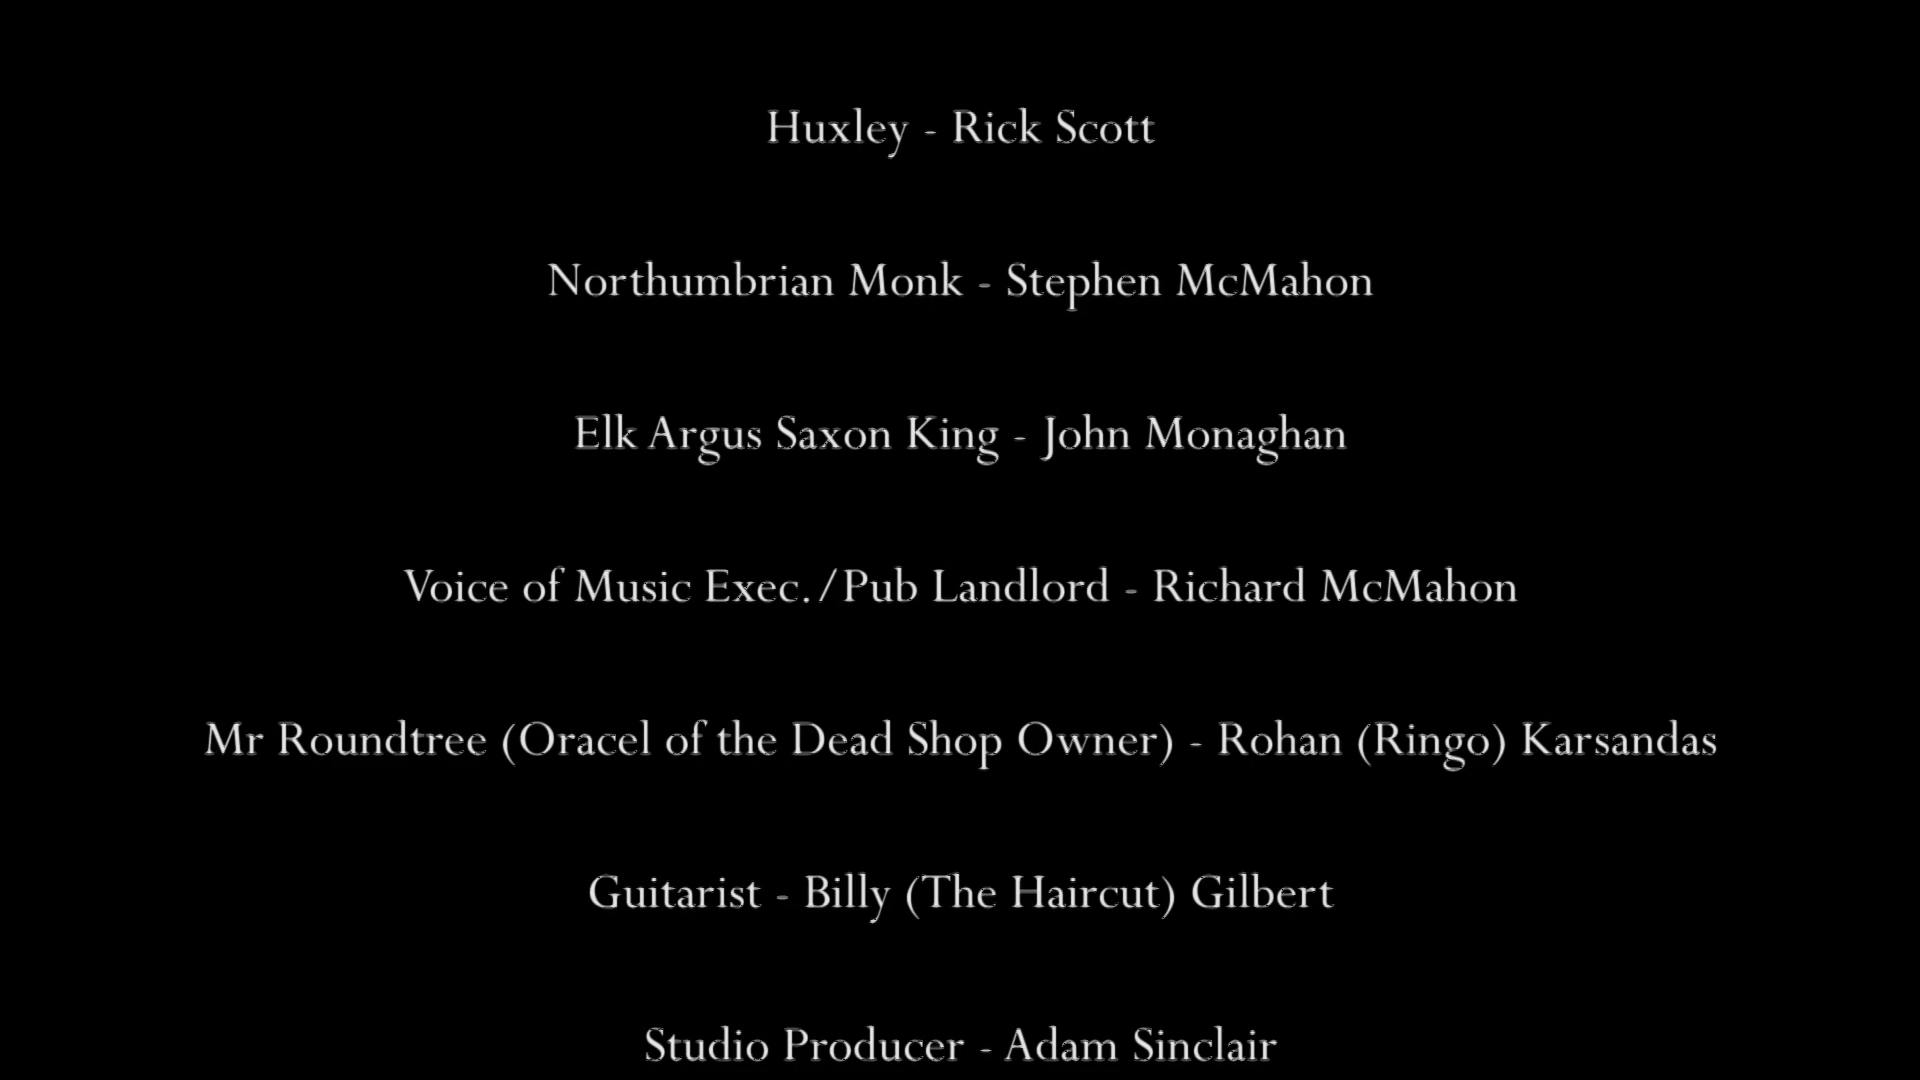 Huxley - Rick Scott
Northumbrian Monk - Stephen McMahon
Elk Argus Saxon King - John Monaghan
Voice of Music Exec./Pub Landlord - Richard McMahon
Mr Roundtree (Oracel of the Dead Shop Owner) - Rohan (Ringo) Karsandas
Guitarist - Billy (The Haircut) Gilbert
Studio Producer - Adam Sinclair